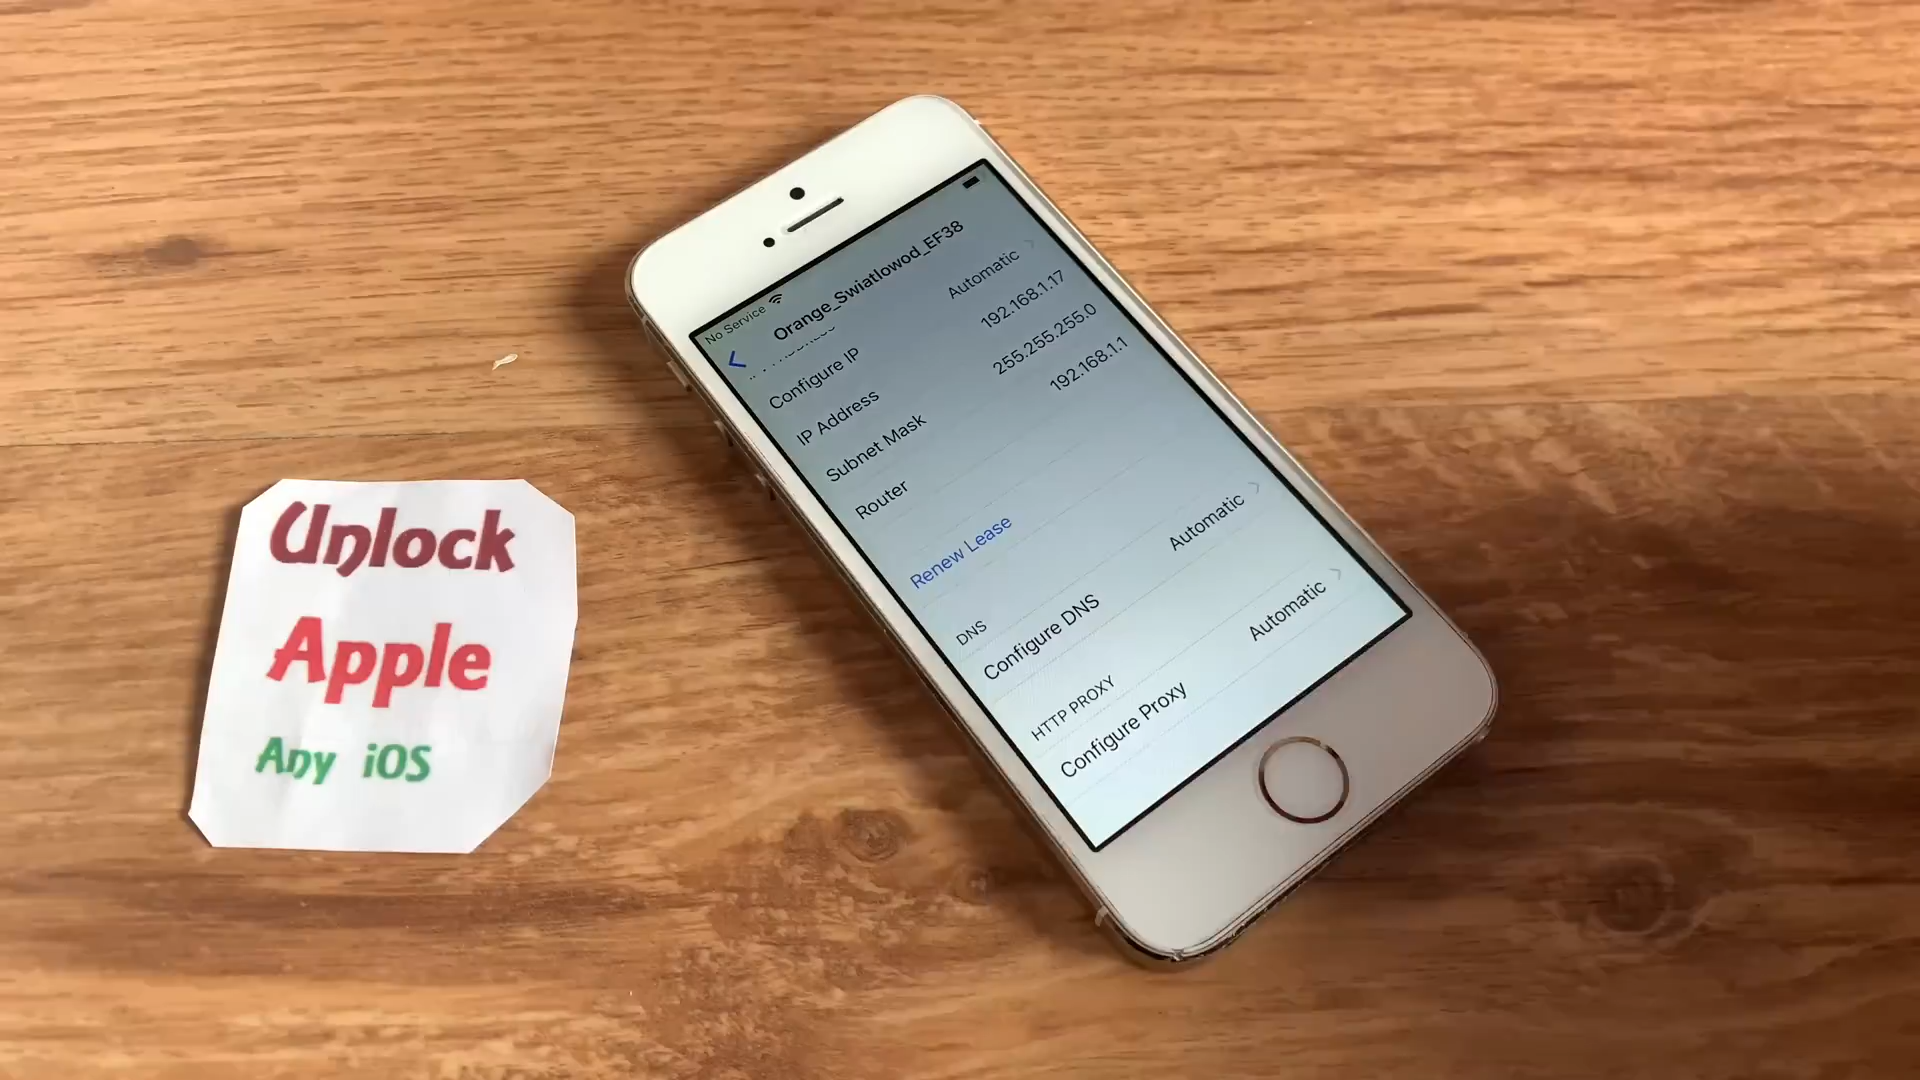 Unlock
Apple
Any iOS
No Service
Orange_Swiatlowod_EF38
Configure IP Automatic
IP Address 192.168.1.17
Subnet Mask 255.255.255.0
Router 192.168.1.1
Renew Lease
DNS
Configure DNS Automatic
HTTP PROXY
Configure Proxy Automatic